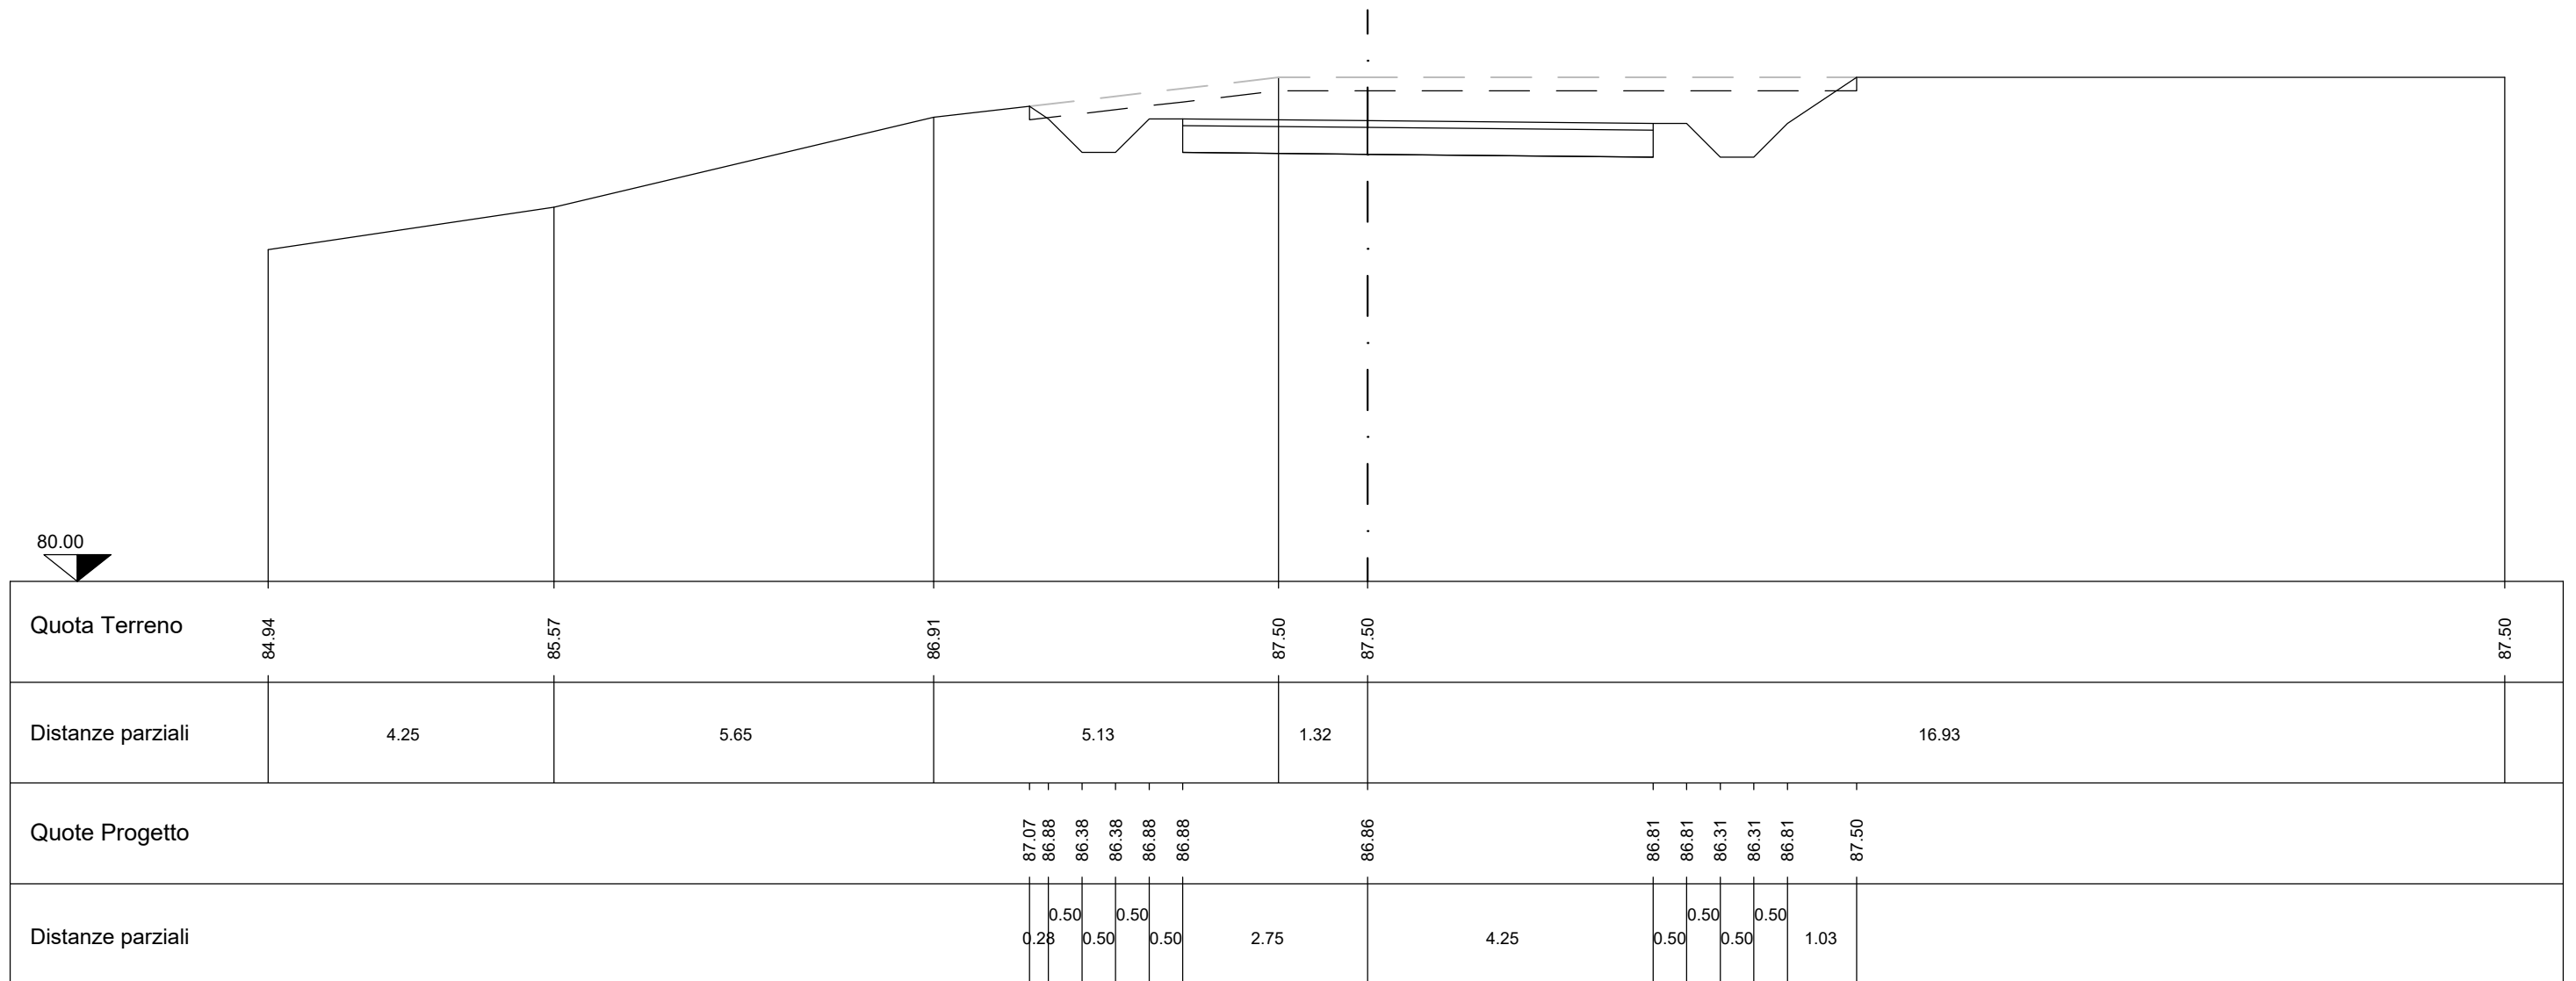 80.00
Quota Terreno 84.94 85.57 86.91 87.50 87.50 87.50
Distanze parziali 4.25 5.65 5.13 1.32 16.93
Quote Progetto 87.07 86.88 86.38 86.38 86.88 86.88 86.86 86.81 86.81 86.31 86.31 86.81 87.50
Distanze parziali 0.28 0.50 0.50 0.50 0.50 2.75 4.25 0.50 0.50 0.50 0.50 1.03